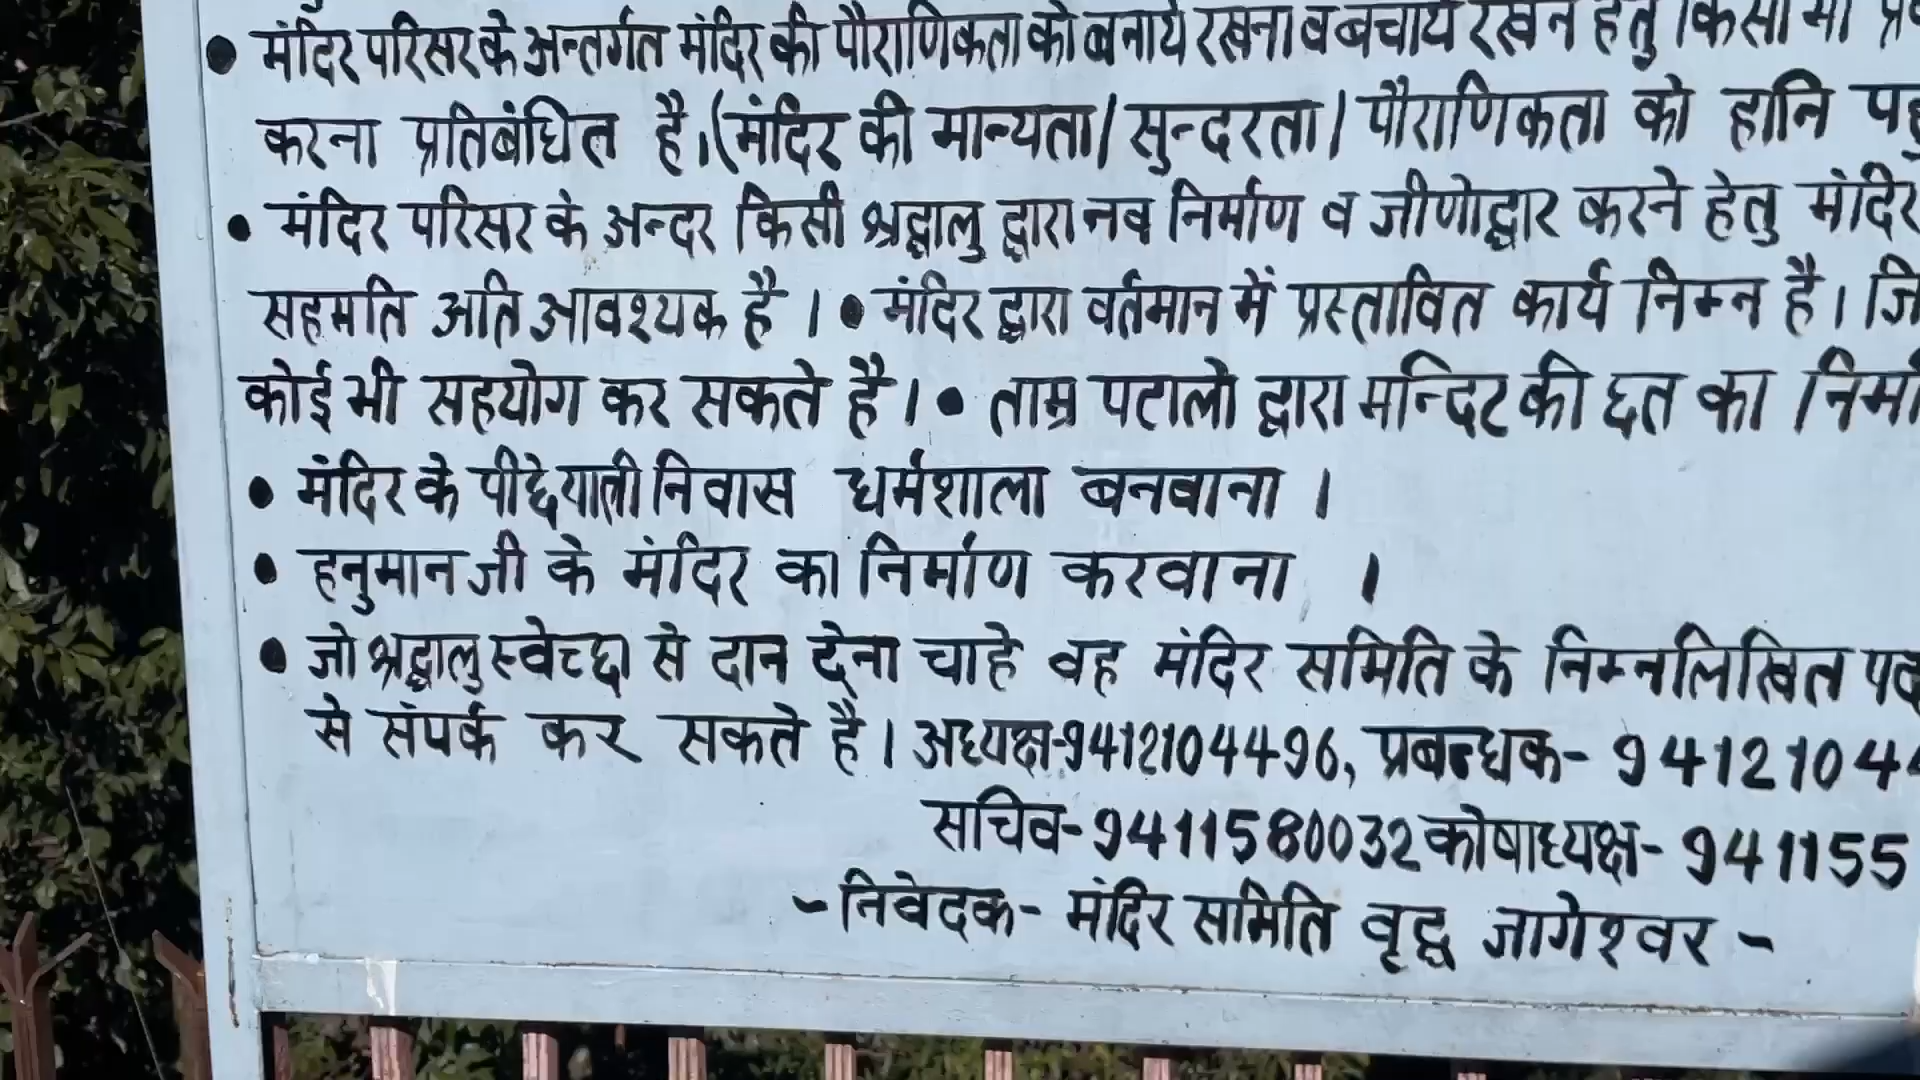 • मंदिर परिसर के अन्तर्गत मंदिर की पौराणिकता को बनाये रखना व बचाये रखने हेतु किसी भी
करना प्रतिबंधित है।(मंदिर की मान्यता/सुन्दरता/पौराणिकता को हानि
• मंदिर परिसर के अन्दर किसी श्रद्धालु द्वारा नव निर्माण व जीणोद्धार करने हेतु मंदिर
सहमति अति आवश्यक है । • मंदिर द्वारा वर्तमान में प्रस्तावित कार्य निम्न है ।
कोई भी सहयोग कर सकते है । • ताम्र पटालो द्वारा मन्दिर की छत का
• मंदिर के पीछे यात्री निवास धर्मशाला बनवाना ।
• हनुमान जी के मंदिर का निर्माण करवाना ।
• जो श्रद्धालु स्वेच्छा से दान देना चाहे वह मंदिर समिति के निम्नलिखित
से संपर्क कर सकते है । अध्यक्ष-9412104496, प्रबन्धक- 9412104
सचिव-9411580032 कोषाध्यक्ष- 941155
-निवेदक- मंदिर समिति वृद्ध जागेश्वर -